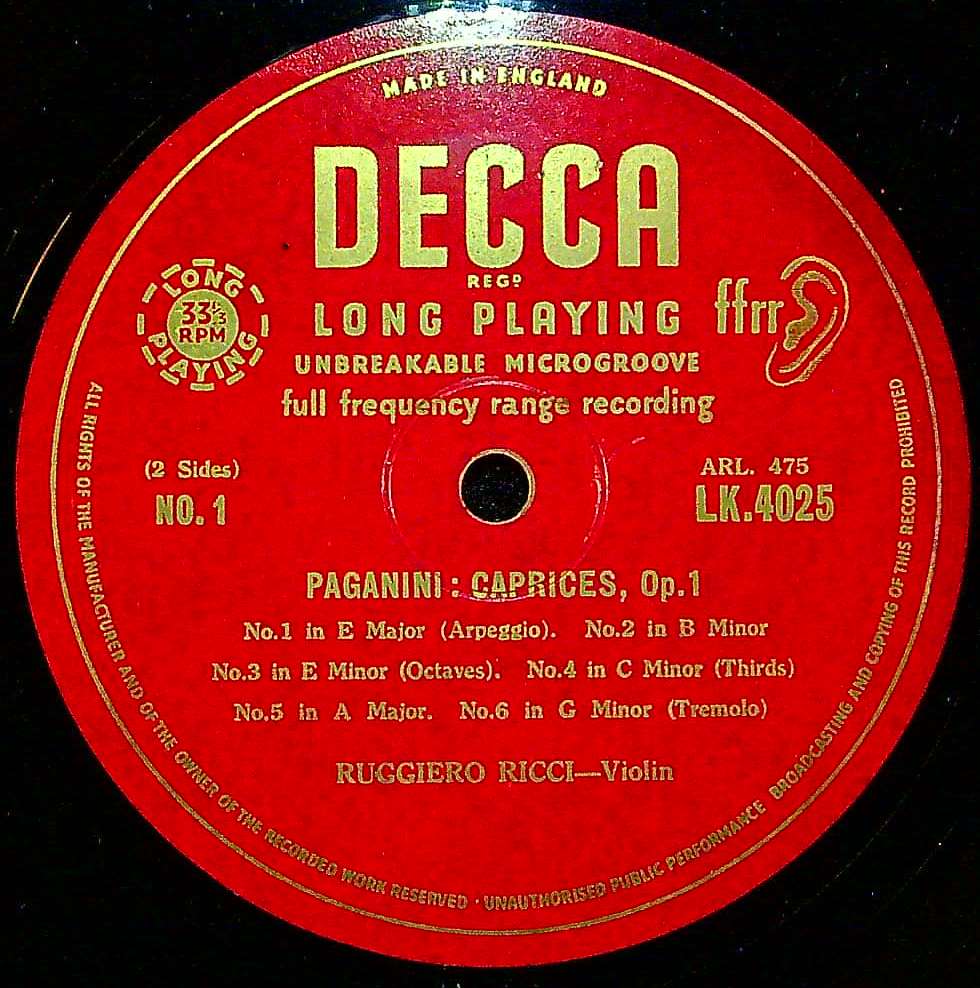 MADE IN ENGLAND
DECCA
REGD
LONG PLAYING
33⅓
RPM
LONG PLAYING
ffrr
UNBREAKABLE MICROGROOVE
full frequency range recording
(2 Sides)
NO. 1
ARL. 475
LK.4025
PAGANINI : CAPRICES, Op.1
No.1 in E Major (Arpeggio). No.2 in B Minor
No.3 in E Minor (Octaves). No.4 in C Minor (Thirds)
No.5 in A Major. No.6 in G Minor (Tremolo)
RUGGIERO RICCI—Violin
ALL RIGHTS OF THE MANUFACTURER AND OF THE OWNER OF THE RECORDED WORK RESERVED · UNAUTHORISED PUBLIC PERFORMANCE BROADCASTING AND COPYING OF THIS RECORD PROHIBITED